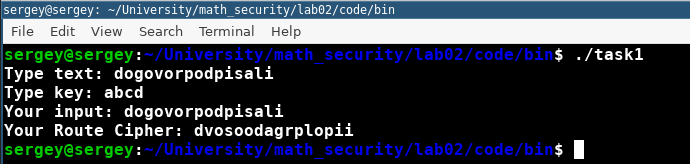 sergey@sergey: ~/University/math_security/lab02/code/bin
File Edit View Search Terminal Help
sergey@sergey:~/University/math_security/lab02/code/bin$ ./task1
Type text: dogovorpodpisali
Type key: abcd
Your input: dogovorpodpisali
Your Route Cipher: dvosoodagrplopii
sergey@sergey:~/University/math_security/lab02/code/bin$